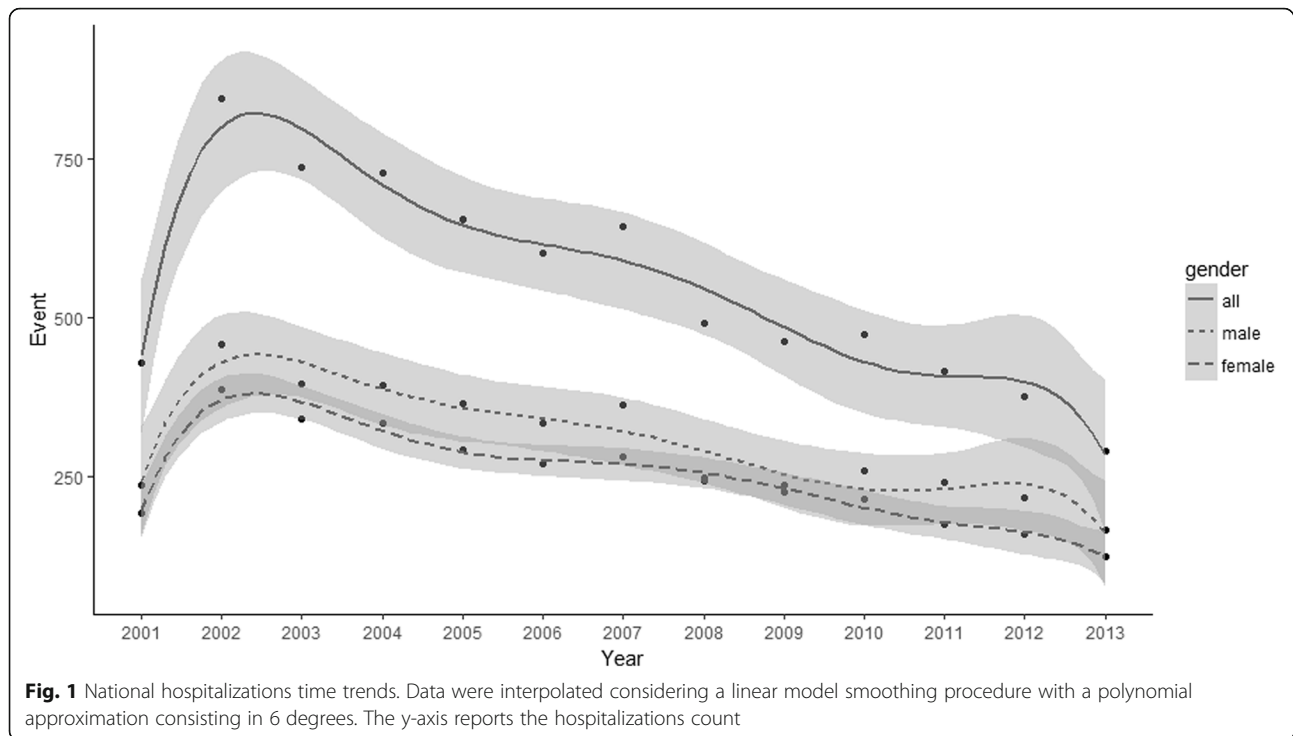 750
500
250
Event
2001 2002 2003 2004 2005 2006 2007 2008 2009 2010 2011 2012 2013
Year
gender
all
male
female
Fig. 1 National hospitalizations time trends. Data were interpolated considering a linear model smoothing procedure with a polynomial
approximation consisting in 6 degrees. The y-axis reports the hospitalizations count